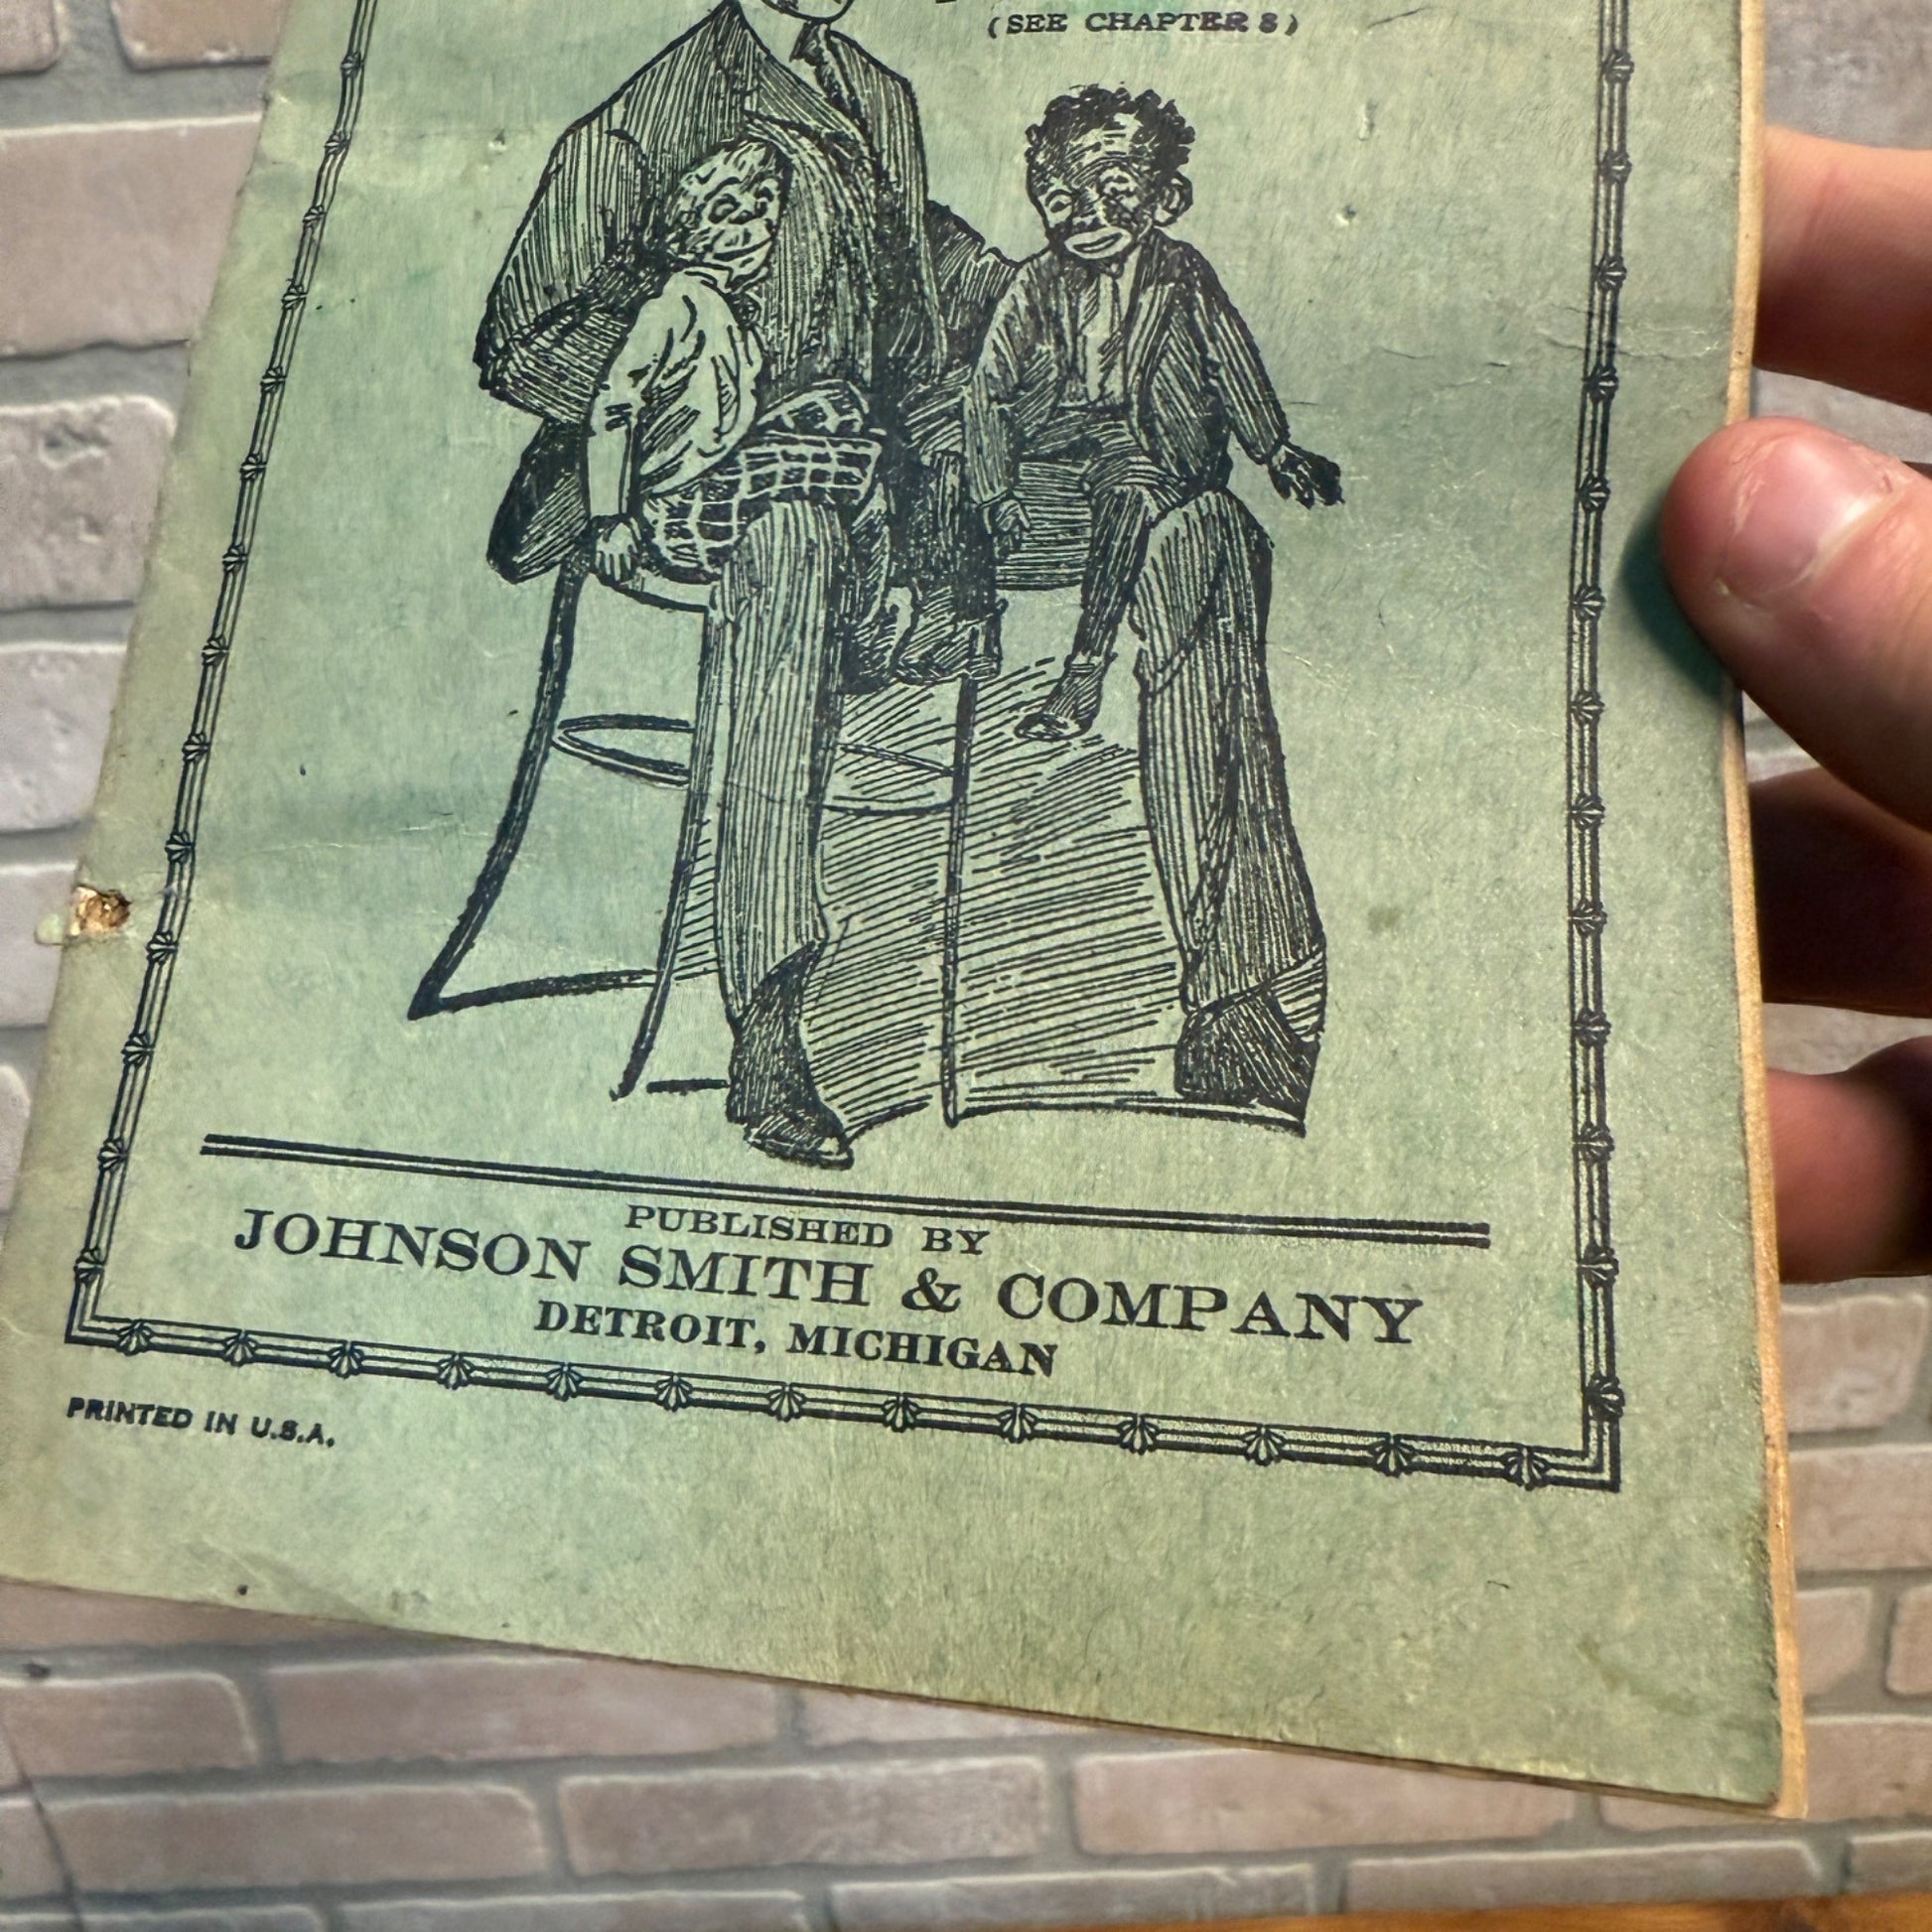 (SEE CHAPTER 8)
PUBLISHED BY
JOHNSON SMITH & COMPANY
DETROIT, MICHIGAN
PRINTED IN U.S.A.